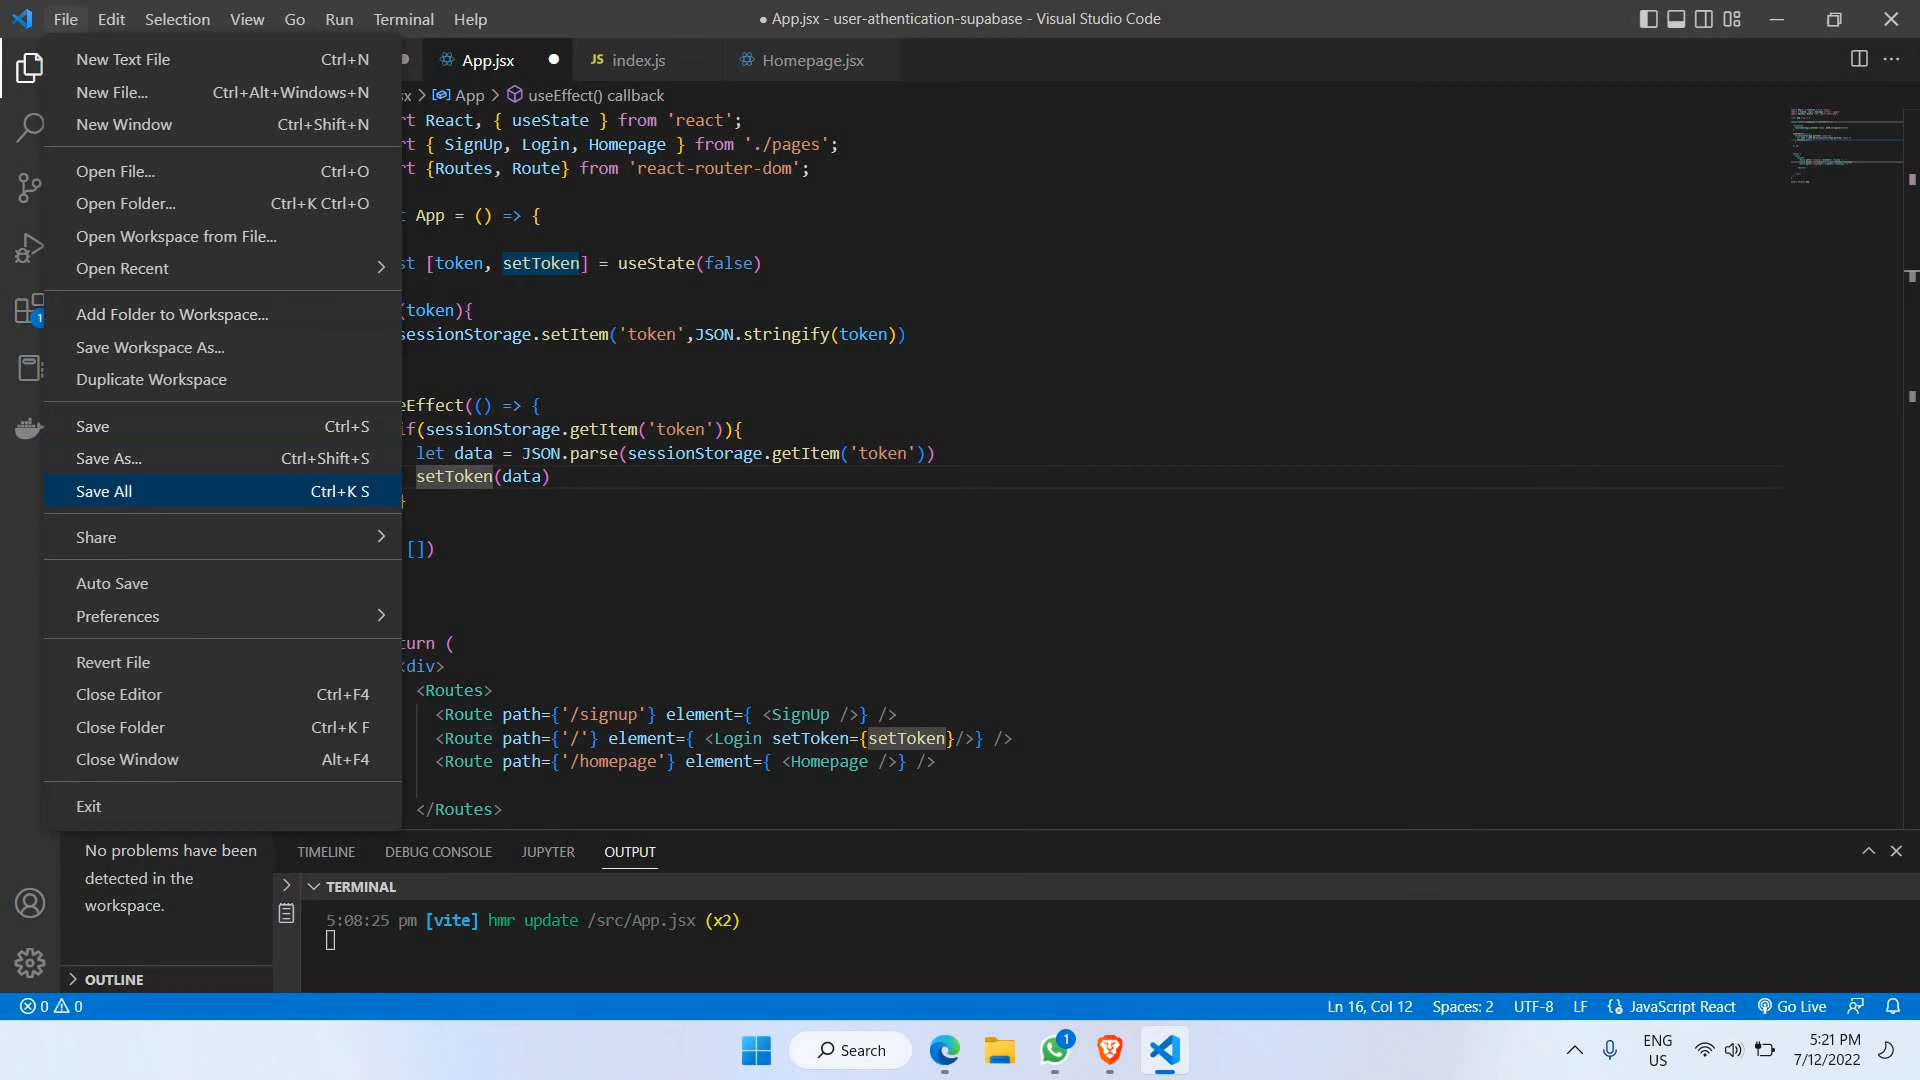 File Edit Selection View Go Run Terminal Help
● App.jsx - user-athentication-supabase - Visual Studio Code
New Text File Ctrl+N
New File... Ctrl+Alt+Windows+N
New Window Ctrl+Shift+N
Open File... Ctrl+O
Open Folder... Ctrl+K Ctrl+O
Open Workspace from File...
Open Recent
Add Folder to Workspace...
Save Workspace As...
Duplicate Workspace
Save Ctrl+S
Save As... Ctrl+Shift+S
Save All Ctrl+K S
Share
Auto Save
Preferences
Revert File
Close Editor Ctrl+F4
Close Folder Ctrl+K F
Close Window Alt+F4
Exit
1
App.jsx
JS index.js
Homepage.jsx
sx > App > useEffect() callback
rt React, { useState } from 'react';
rt { SignUp, Login, Homepage } from './pages';
rt {Routes, Route} from 'react-router-dom';
t App = () => {
st [token, setToken] = useState(false)
(token){
sessionStorage.setItem('token',JSON.stringify(token))
eEffect(() => {
if(sessionStorage.getItem('token')){
let data = JSON.parse(sessionStorage.getItem('token'))
setToken(data)
}
[])
turn (
<div>
<Routes>
<Route path={'/signup'} element={ <SignUp />} />
<Route path={'/'} element={ <Login setToken={setToken}/>} />
<Route path={'/homepage'} element={ <Homepage />} />
</Routes>
No problems have been
detected in the
workspace.
OUTLINE
TIMELINE DEBUG CONSOLE JUPYTER OUTPUT
TERMINAL
5:08:25 pm [vite] hmr update /src/App.jsx (x2)
0 0
Ln 16, Col 12 Spaces: 2 UTF-8 LF JavaScript React Go Live
Search
1
ENG
US
5:21 PM
7/12/2022